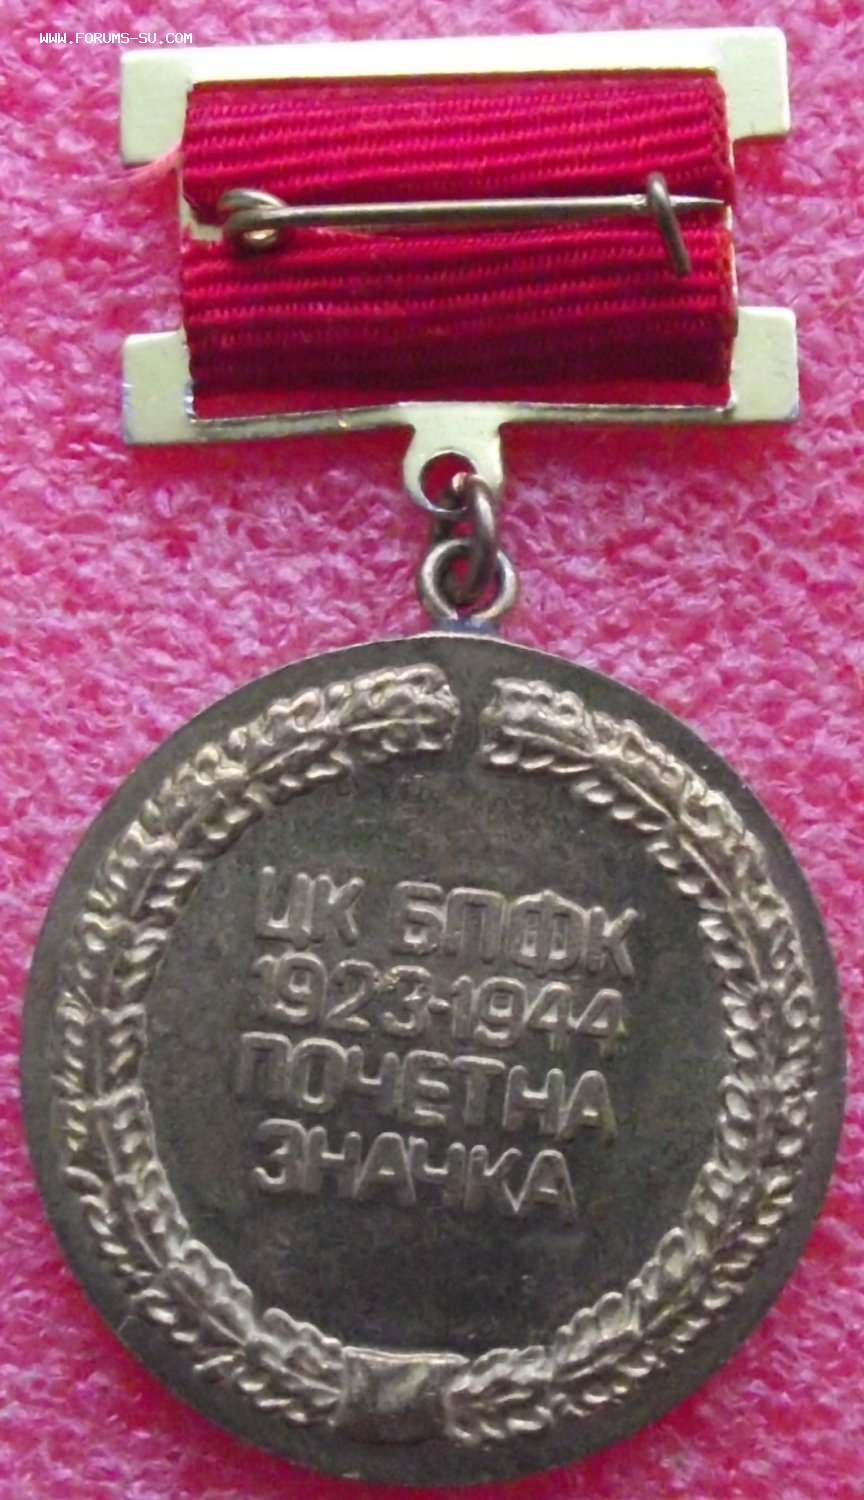 WWW.FORUMS-SU.COM
ЦК БПФК
1923-1944
ПОЧЕТНА
ЗНАЧКА